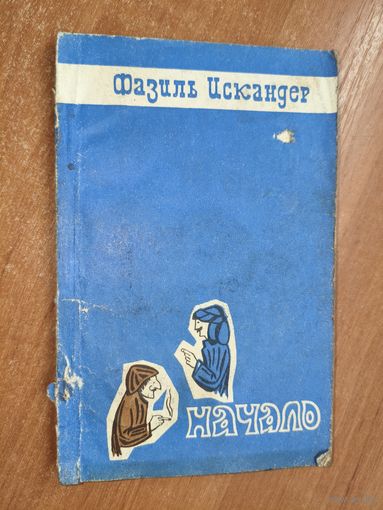 Фазиль Искандер
начало